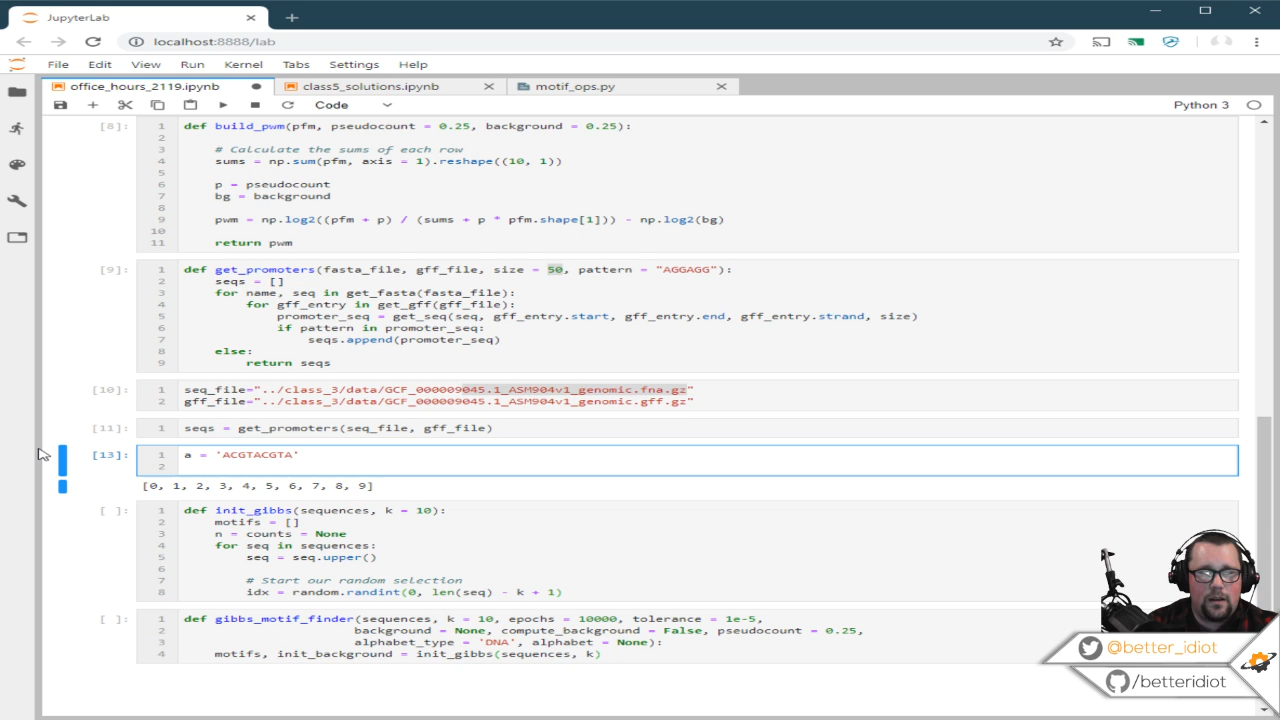 JupyterLab
localhost:8888/lab
File Edit View Run Kernel Tabs Settings Help
office_hours_2119.ipynb class5_solutions.ipynb motif_ops.py
Code Python 3
[8]: 1 def build_pwm(pfm, pseudocount = 0.25, background = 0.25):
2
3 # Calculate the sums of each row
4 sums = np.sum(pfm, axis = 1).reshape((10, 1))
5
6 p = pseudocount
7 bg = background
8
9 pwm = np.log2((pfm + p) / (sums + p * pfm.shape[1])) - np.log2(bg)
10
11 return pwm
[9]: 1 def get_promoters(fasta_file, gff_file, size = 50, pattern = "AGGAGG"):
2 seqs = []
3 for name, seq in get_fasta(fasta_file):
4 for gff_entry in get_gff(gff_file):
5 promoter_seq = get_seq(seq, gff_entry.start, gff_entry.end, gff_entry.strand, size)
6 if pattern in promoter_seq:
7 seqs.append(promoter_seq)
8 else:
9 return seqs
[10]: 1 seq_file="../class_3/data/GCF_000009045.1_ASM904v1_genomic.fna.gz"
2 gff_file="../class_3/data/GCF_000009045.1_ASM904v1_genomic.gff.gz"
[11]: 1 seqs = get_promoters(seq_file, gff_file)
[13]: 1 a = 'ACGTACGTA'
2
[0, 1, 2, 3, 4, 5, 6, 7, 8, 9]
[ ]: 1 def init_gibbs(sequences, k = 10):
2 motifs = []
3 n = counts = None
4 for seq in sequences:
5 seq = seq.upper()
6
7 # Start our random selection
8 idx = random.randint(0, len(seq) - k + 1)
[ ]: 1 def gibbs_motif_finder(sequences, k = 10, epochs = 10000, tolerance = 1e-5,
2 background = None, compute_background = False, pseudocount = 0.25,
3 alphabet_type = 'DNA', alphabet = None):
4 motifs, init_background = init_gibbs(sequences, k)
@better_idiot
/betteridiot